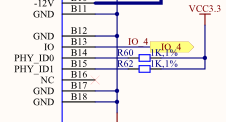 -12V
GND B11
VCC3.3
GND B12
IO B13 IO_4 IO_4
PHY_ID0 B14 R60 1K,1%
PHY_ID1 B15 R62 1K,1%
NC B16
GND B17
GND B18